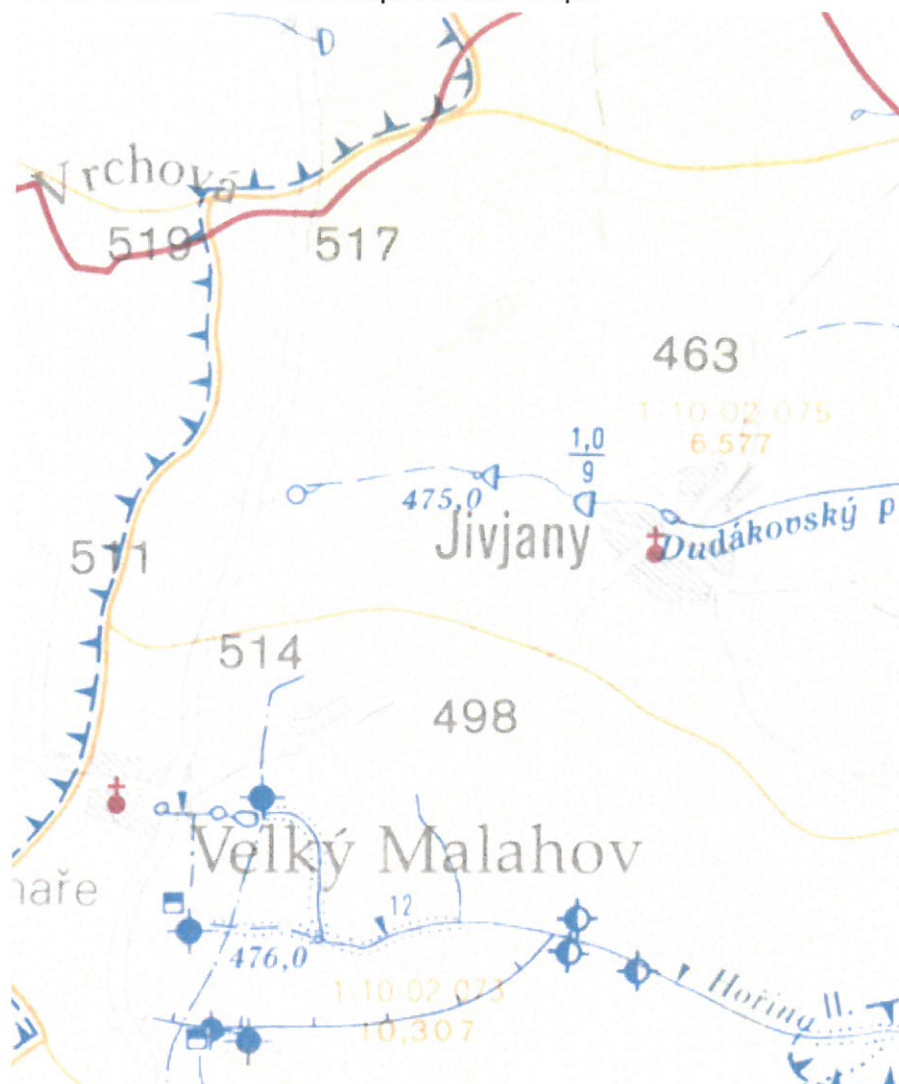 Vrchová
519
517
463
1-10-02-075
6,577
1,0
9
475,0
Jivjany
Dudákovský p
511
514
498
Velký Malahov
naře
12
476,0
1-10-02-073
10,307
Hořina
II.